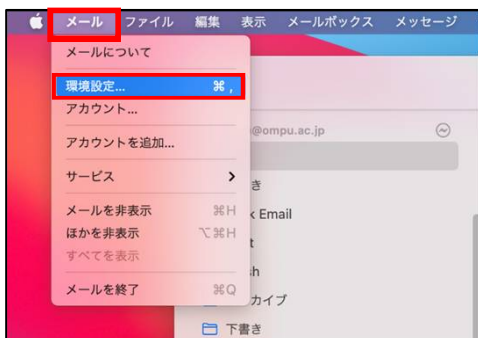 メール ファイル 編集 表示 メールボックス メッセージ
メールについて
環境設定... ⌘ ,
アカウント...
@ompu.ac.jp
アカウントを追加...
サービス >
き
メールを非表示 ⌘H
Email
ほかを非表示 ⌥⌘H
t
すべてを表示
sh
メールを終了 ⌘Q
カイブ
下書き